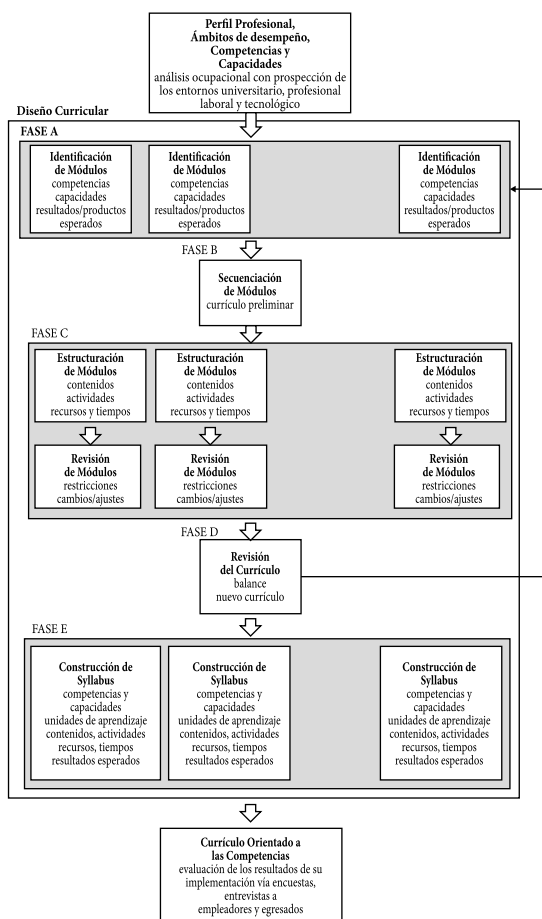 Perfil Profesional,
Ámbitos de desempeño,
Competencias y
Capacidades
análisis ocupacional con prospección de
los entornos universitario, profesional
laboral y tecnológico
Diseño Curricular
FASE A
Identificación
de Módulos
competencias
capacidades
resultados/productos
esperados
Identificación
de Módulos
competencias
capacidades
resultados/productos
esperados
Identificación
de Módulos
competencias
capacidades
resultados/productos
esperados
FASE B
Secuenciación
de Módulos
currículo preliminar
FASE C
Estructuración
de Módulos
contenidos
actividades
recursos y tiempos
Estructuración
de Módulos
contenidos
actividades
recursos y tiempos
Estructuración
de Módulos
contenidos
actividades
recursos y tiempos
Revisión
de Módulos
restricciones
cambios/ajustes
Revisión
de Módulos
restricciones
cambios/ajustes
Revisión
de Módulos
restricciones
cambios/ajustes
FASE D
Revisión
del Currículo
balance
nuevo currículo
FASE E
Construcción de
Syllabus
competencias y
capacidades
unidades de aprendizaje
contenidos, actividades
recursos, tiempos
resultados esperados
Construcción de
Syllabus
competencias y
capacidades
unidades de aprendizaje
contenidos, actividades
recursos, tiempos
resultados esperados
Construcción de
Syllabus
competencias y
capacidades
unidades de aprendizaje
contenidos, actividades
recursos, tiempos
resultados esperados
Currículo Orientado a
las Competencias
evaluación de los resultados de su
implementación vía encuestas,
entrevistas a
empleadores y egresados